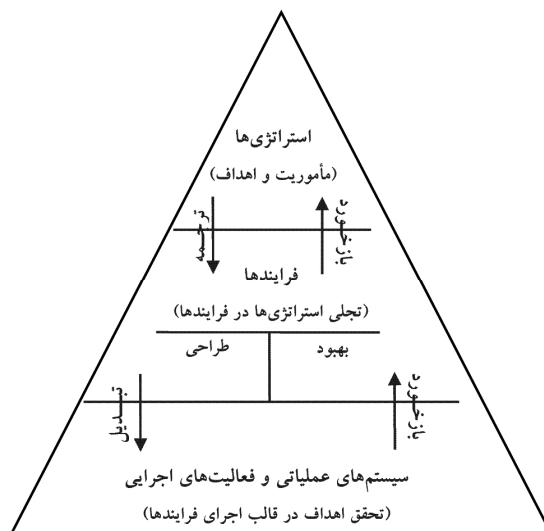 استراتژی‌ها
(مأموریت و اهداف)
ترجمه
بازخورد
فرایندها
(تجلی استراتژی‌ها در فرایندها)
بهبود
طراحی
تبدیل
بازخورد
سیستم‌های عملیاتی و فعالیت‌های اجرایی
(تحقق اهداف در قالب اجرای فرایندها)